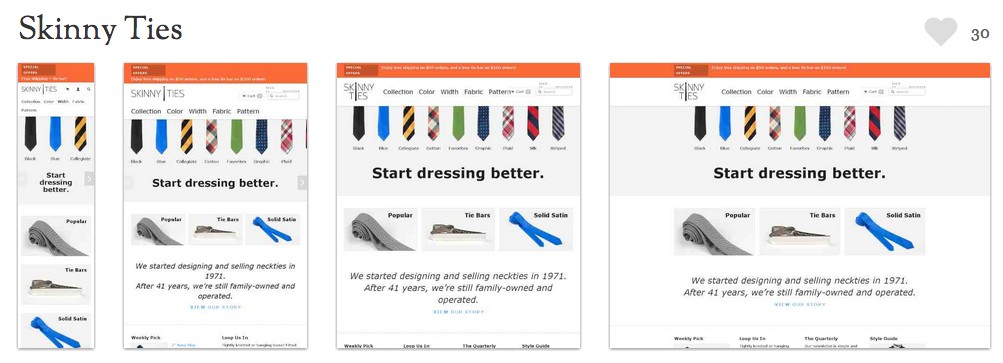 Skinny Ties
30
SPECIAL
OFFERS
Free shipping + tie bar!
SKINNY TIES
Collection Color Width Fabric
Pattern
Black Blue Collegiate
Start
dressing
better.
Popular
Tie Bars
Solid Satin
SPECIAL
OFFERS
Enjoy free shipping on $50 orders, and a free tie bar on $100 orders!
SKINNY TIES
Cart
Search
Collection Color Width Fabric Pattern
Black Blue Collegiate Cotton Favorites Graphic Plaid
Start dressing better.
Popular
Tie Bars
Solid Satin
We started designing and selling neckties in
1971.
After 41 years, we're still family-owned and
operated.
VIEW OUR STORY
Weekly Pick Loop Us In
SPECIAL
OFFERS
Enjoy free shipping on $50 orders, and a free tie bar on $100 orders!
SKINNY
TIES
Collection Color Width Fabric Pattern
Cart
Search
Black Blue Collegiate Cotton Favorites Graphic Plaid Silk Striped
Start dressing better.
Popular
Tie Bars
Solid Satin
We started designing and selling neckties in 1971.
After 41 years, we're still family-owned and
operated.
VIEW OUR STORY
Weekly Pick Loop Us In The Quarterly Style Guide
SPECIAL
OFFERS
Enjoy free shipping on $50 orders, and a free tie bar on $100 orders!
SKINNY
TIES
Collection Color Width Fabric Pattern
Cart
Search
Black Blue Collegiate Cotton Favorites Graphic Plaid Silk Striped
Start dressing better.
Popular
Tie Bars
Solid Satin
We started designing and selling neckties in 1971.
After 41 years, we're still family-owned and
operated.
VIEW OUR STORY
Weekly Pick Loop Us In The Quarterly Style Guide